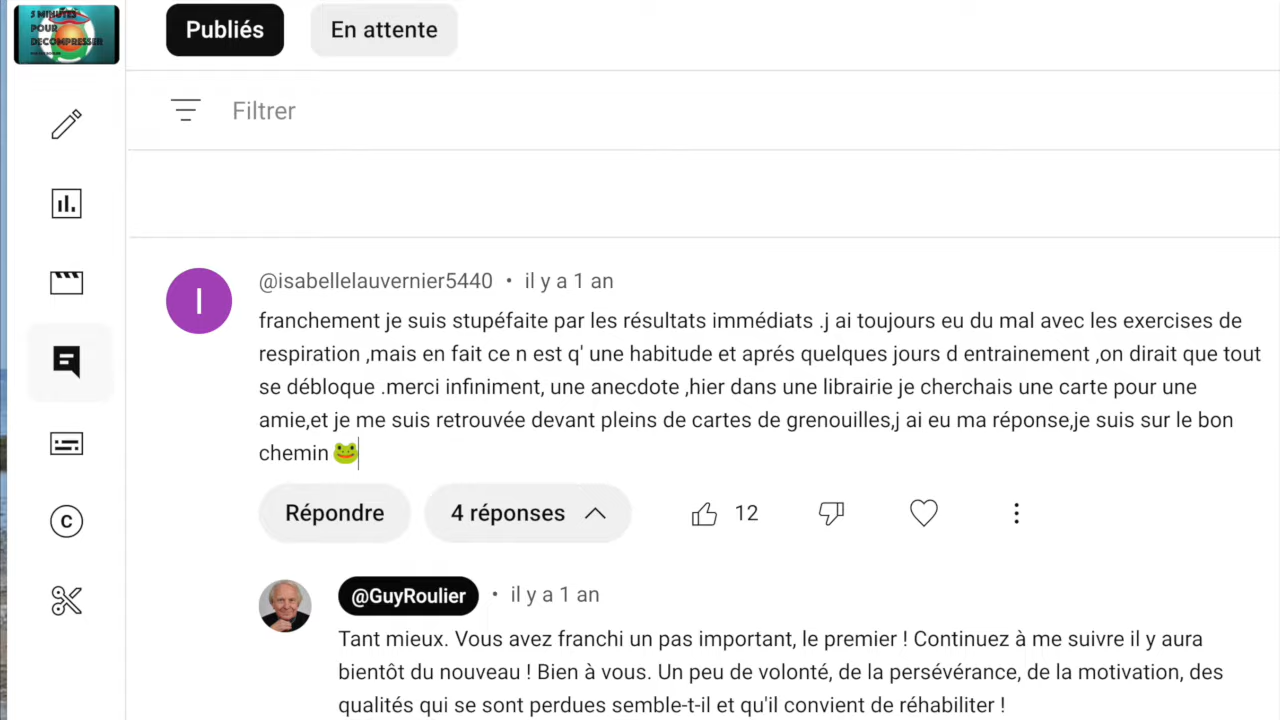 5 MINUTES
POUR
DECOMPRESSER
Publiés
En attente
Filtrer
I
@isabellelauvernier5440 • il y a 1 an
franchement je suis stupéfaite par les résultats immédiats .j ai toujours eu du mal avec les exercises de
respiration ,mais en fait ce n est q' une habitude et aprés quelques jours d entrainement ,on dirait que tout
se débloque .merci infiniment, une anecdote ,hier dans une librairie je cherchais une carte pour une
amie,et je me suis retrouvée devant pleins de cartes de grenouilles,j ai eu ma réponse,je suis sur le bon
chemin 🐸
Répondre
4 réponses
12
C
@GuyRoulier • il y a 1 an
Tant mieux. Vous avez franchi un pas important, le premier ! Continuez à me suivre il y aura
bientôt du nouveau ! Bien à vous. Un peu de volonté, de la persévérance, de la motivation, des
qualités qui se sont perdues semble-t-il et qu'il convient de réhabiliter !